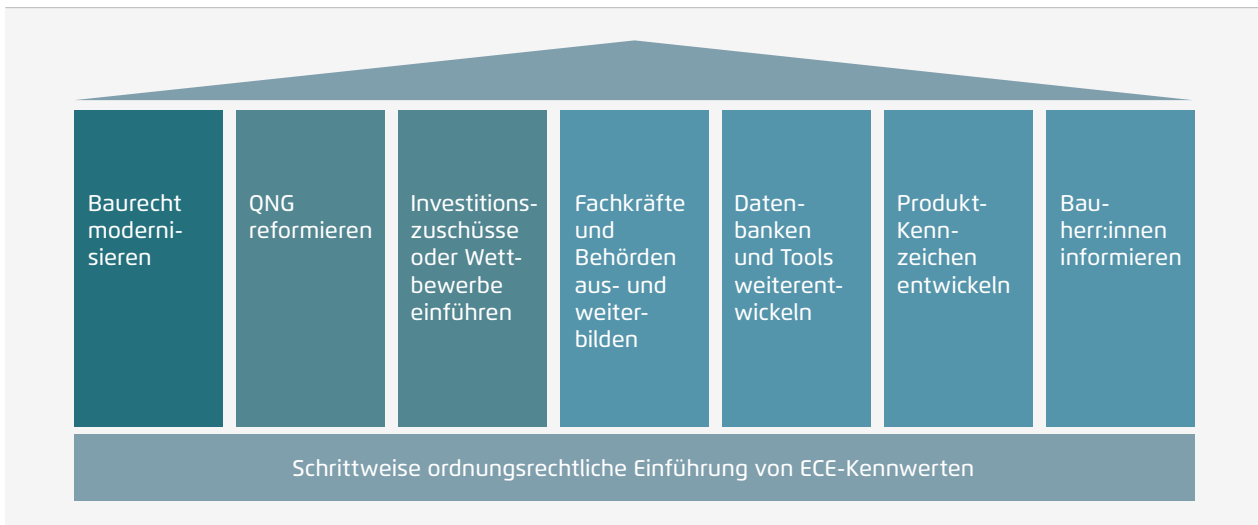 Baurecht
moderni-
sieren
QNG
reformieren
Investitions-
zuschüsse
oder Wett-
bewerbe
einführen
Fachkräfte
und
Behörden
aus- und
weiter-
bilden
Daten-
banken
und Tools
weiterent-
wickeln
Produkt-
Kenn-
zeichen
entwickeln
Bau-
herr:innen
informieren
Schrittweise ordnungsrechtliche Einführung von ECE-Kennwerten